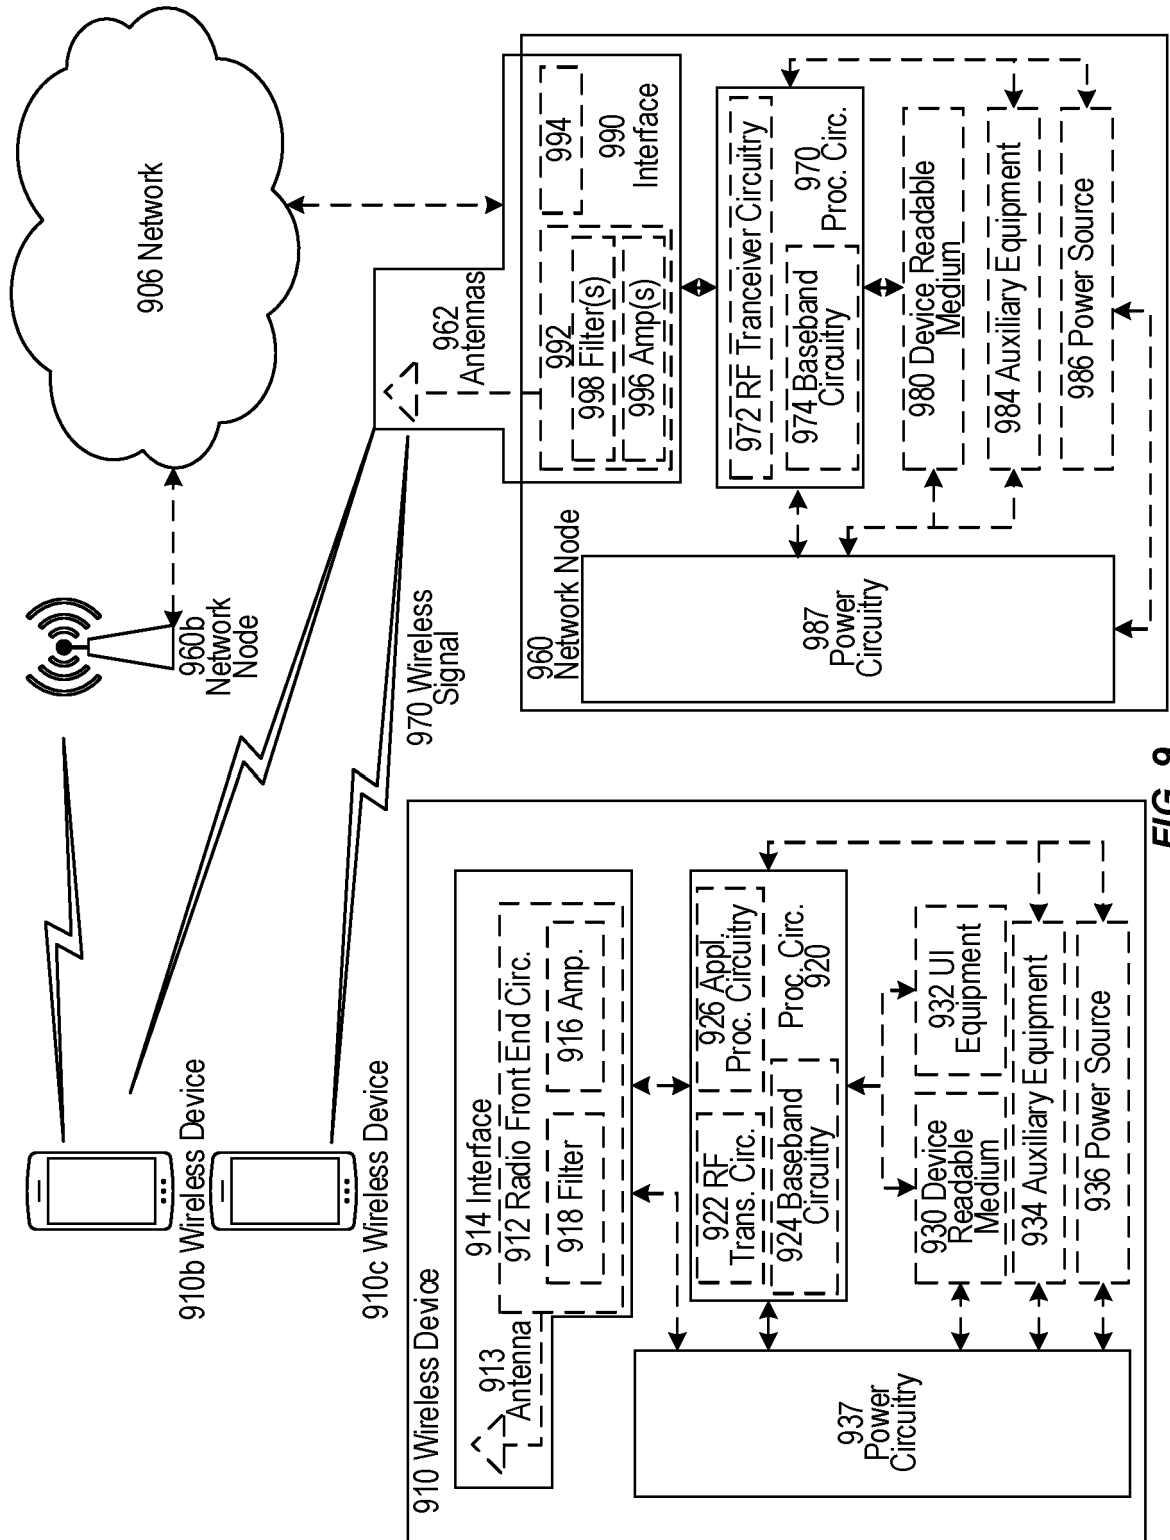 906 Network
960b
Network
Node
910b Wireless Device
910c Wireless Device
970 Wireless
Signal
910 Wireless Device
913
Antenna
914 Interface
912 Radio Front End Circ.
918 Filter
916 Amp.
922 RF
Trans. Circ.
926 Appl.
Proc. Circuitry
924 Baseband
Circuitry
Proc. Circ.
920
930 Device
Readable
Medium
932 UI
Equipment
934 Auxiliary Equipment
936 Power Source
937
Power
Circuitry
960
Network Node
962
Antennas
992
998 Filter(s)
996 Amp(s)
994
990
Interface
972 RF Tranceiver Circuitry
974 Baseband
Circuitry
970
Proc. Circ.
980 Device Readable
Medium
984 Auxiliary Equipment
986 Power Source
987
Power
Circuitry
FIG. 9